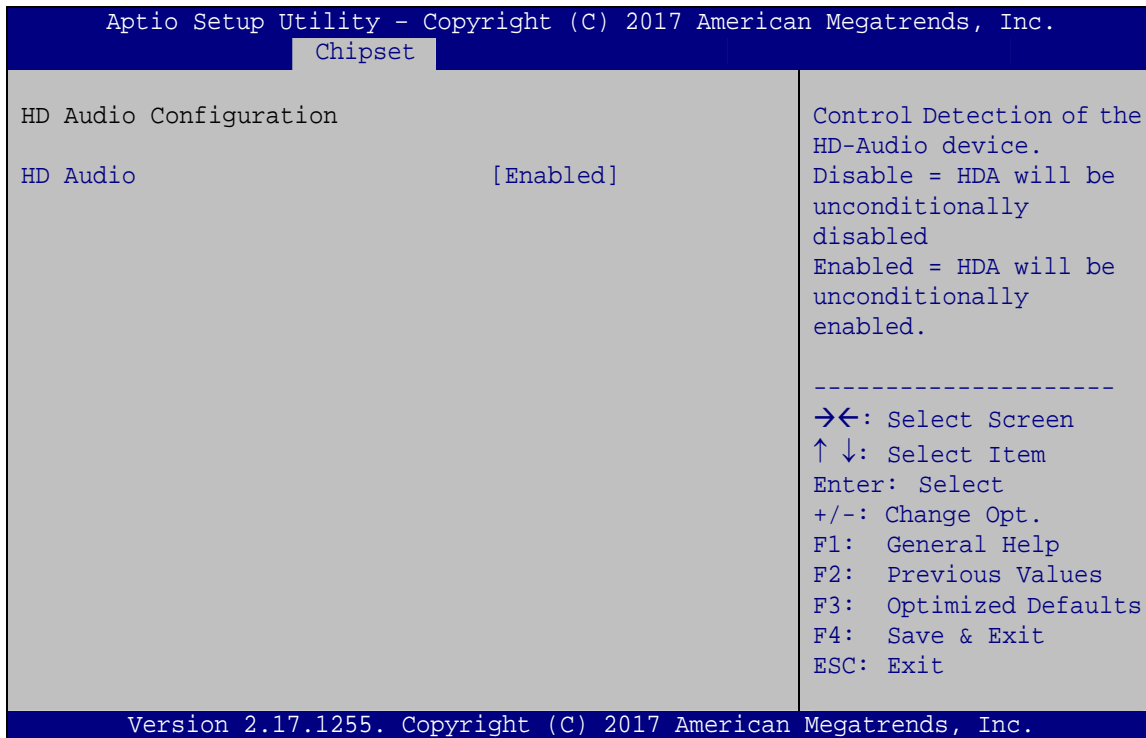 Aptio Setup Utility – Copyright (C) 2017 American Megatrends, Inc.
Chipset
HD Audio Configuration
HD Audio [Enabled]
Control Detection of the
HD-Audio device.
Disable = HDA will be
unconditionally
disabled
Enabled = HDA will be
unconditionally
enabled.
---------------------
→←: Select Screen
↑ ↓: Select Item
Enter: Select
+/-: Change Opt.
F1: General Help
F2: Previous Values
F3: Optimized Defaults
F4: Save & Exit
ESC: Exit
Version 2.17.1255. Copyright (C) 2017 American Megatrends, Inc.